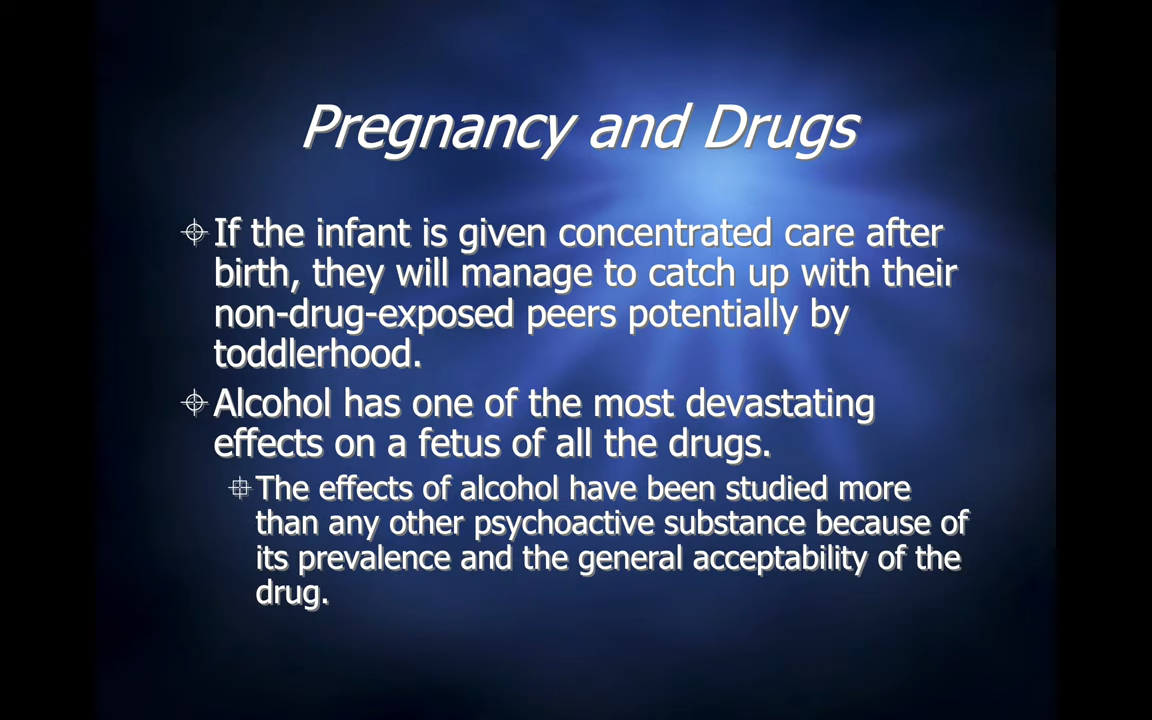 Pregnancy and Drugs
If the infant is given concentrated care after
birth, they will manage to catch up with their
non-drug-exposed peers potentially by
toddlerhood.
Alcohol has one of the most devastating
effects on a fetus of all the drugs.
The effects of alcohol have been studied more
than any other psychoactive substance because of
its prevalence and the general acceptability of the
drug.